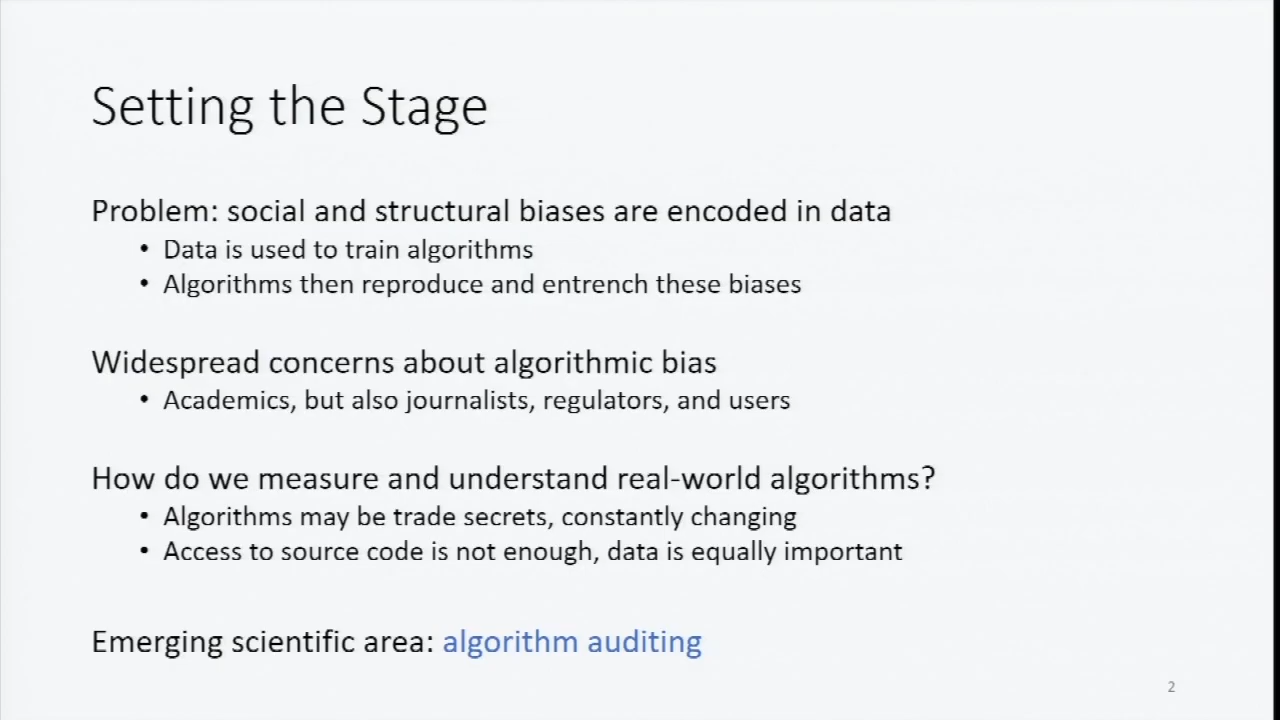 Setting the Stage
Problem: social and structural biases are encoded in data
• Data is used to train algorithms
• Algorithms then reproduce and entrench these biases
Widespread concerns about algorithmic bias
• Academics, but also journalists, regulators, and users
How do we measure and understand real-world algorithms?
• Algorithms may be trade secrets, constantly changing
• Access to source code is not enough, data is equally important
Emerging scientific area: algorithm auditing
2